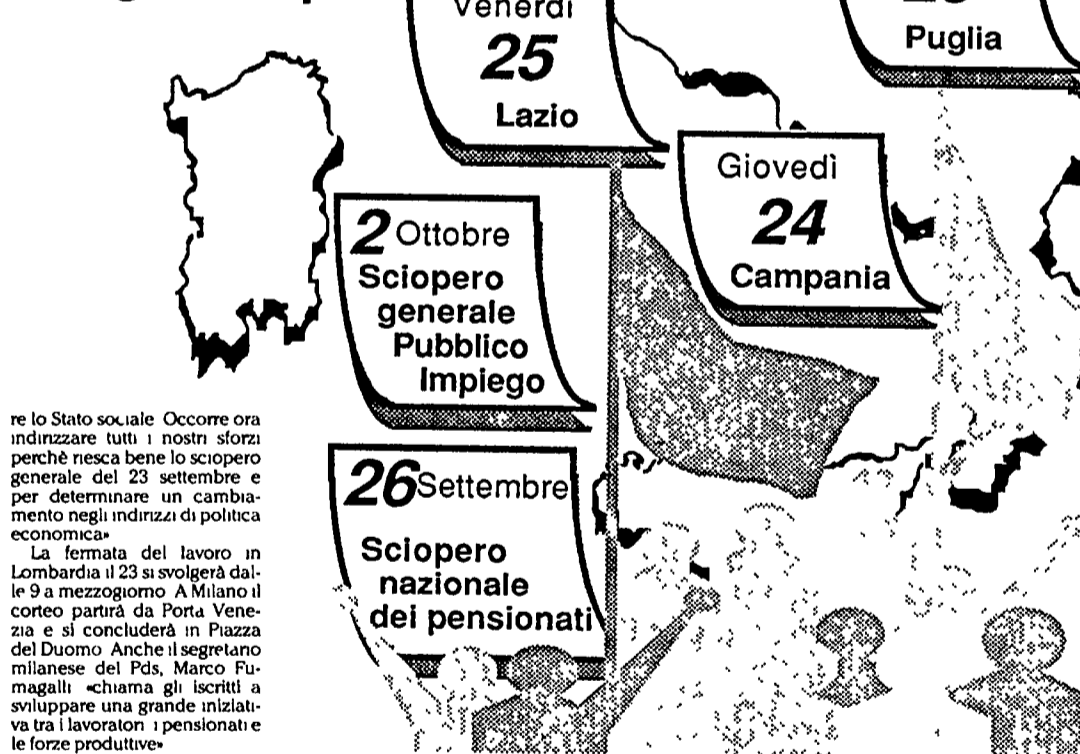 Venerdì
25
Lazio
Puglia
Giovedì
24
Campania
2 Ottobre
Sciopero
generale
Pubblico
Impiego
26 Settembre
Sciopero
nazionale
dei pensionati
re lo Stato sociale Occorre ora
indirizzare tutti i nostri sforzi
perchè riesca bene lo sciopero
generale del 23 settembre e
per determinare un cambia-
mento negli indirizzi di politica
economica»
La fermata del lavoro in
Lombardia il 23 si svolgerà dal-
le 9 a mezzogiorno A Milano il
corteo partirà da Porta Vene-
zia e si concluderà in Piazza
del Duomo Anche il segretario
milanese del Pds, Marco Fu-
magalli «chiama gli iscritti a
sviluppare una grande iniziati-
va tra i lavoratori i pensionati e
le forze produttive»